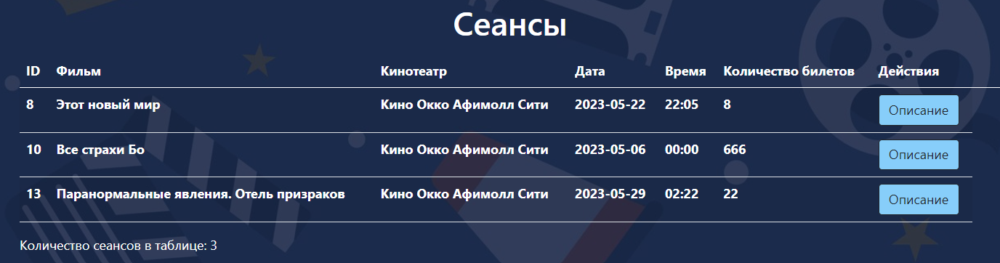 Сеансы
ID Фильм Кинотеатр Дата Время Количество билетов Действия
8 Этот новый мир Кино Окко Афимолл Сити 2023-05-22 22:05 8 Описание
10 Все страхи Бо Кино Окко Афимолл Сити 2023-05-06 00:00 666 Описание
13 Паранормальные явления. Отель призраков Кино Окко Афимолл Сити 2023-05-29 02:22 22 Описание
Количество сеансов в таблице: 3